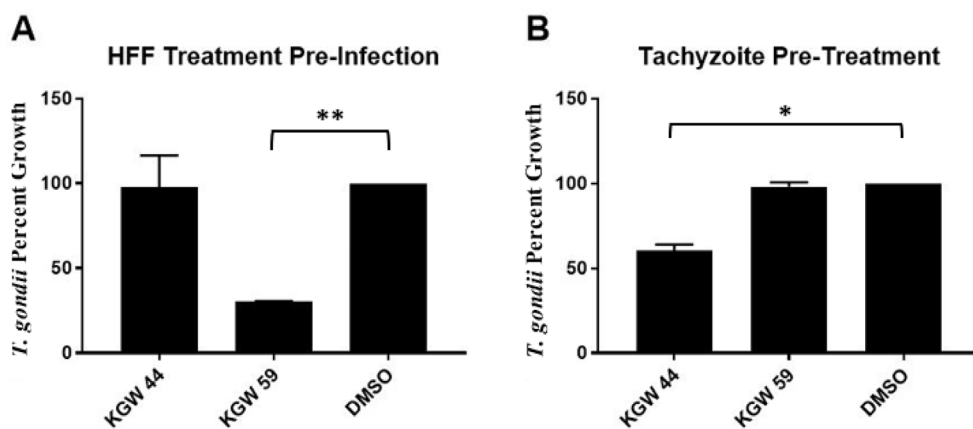 A
HFF Treatment Pre-Infection
T. gondii Percent Growth
150
100
50
0
**
KGW 44
KGW 59
DMSO
B
Tachyzoite Pre-Treatment
T. gondii Percent Growth
150
100
50
0
*
KGW 44
KGW 59
DMSO